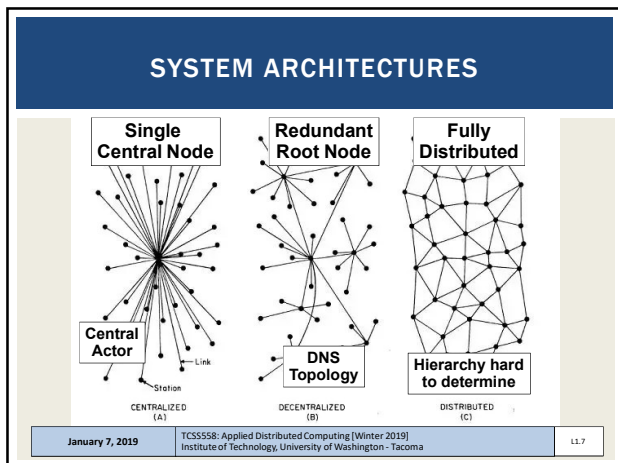 SYSTEM ARCHITECTURES
Single
Central Node
Redundant
Root Node
Fully
Distributed
Central
Actor
Link
Station
DNS
Topology
Hierarchy hard
to determine
CENTRALIZED
(A)
DECENTRALIZED
(B)
DISTRIBUTED
(C)
January 7, 2019
TCSS558: Applied Distributed Computing [Winter 2019]
Institute of Technology, University of Washington - Tacoma
L1.7